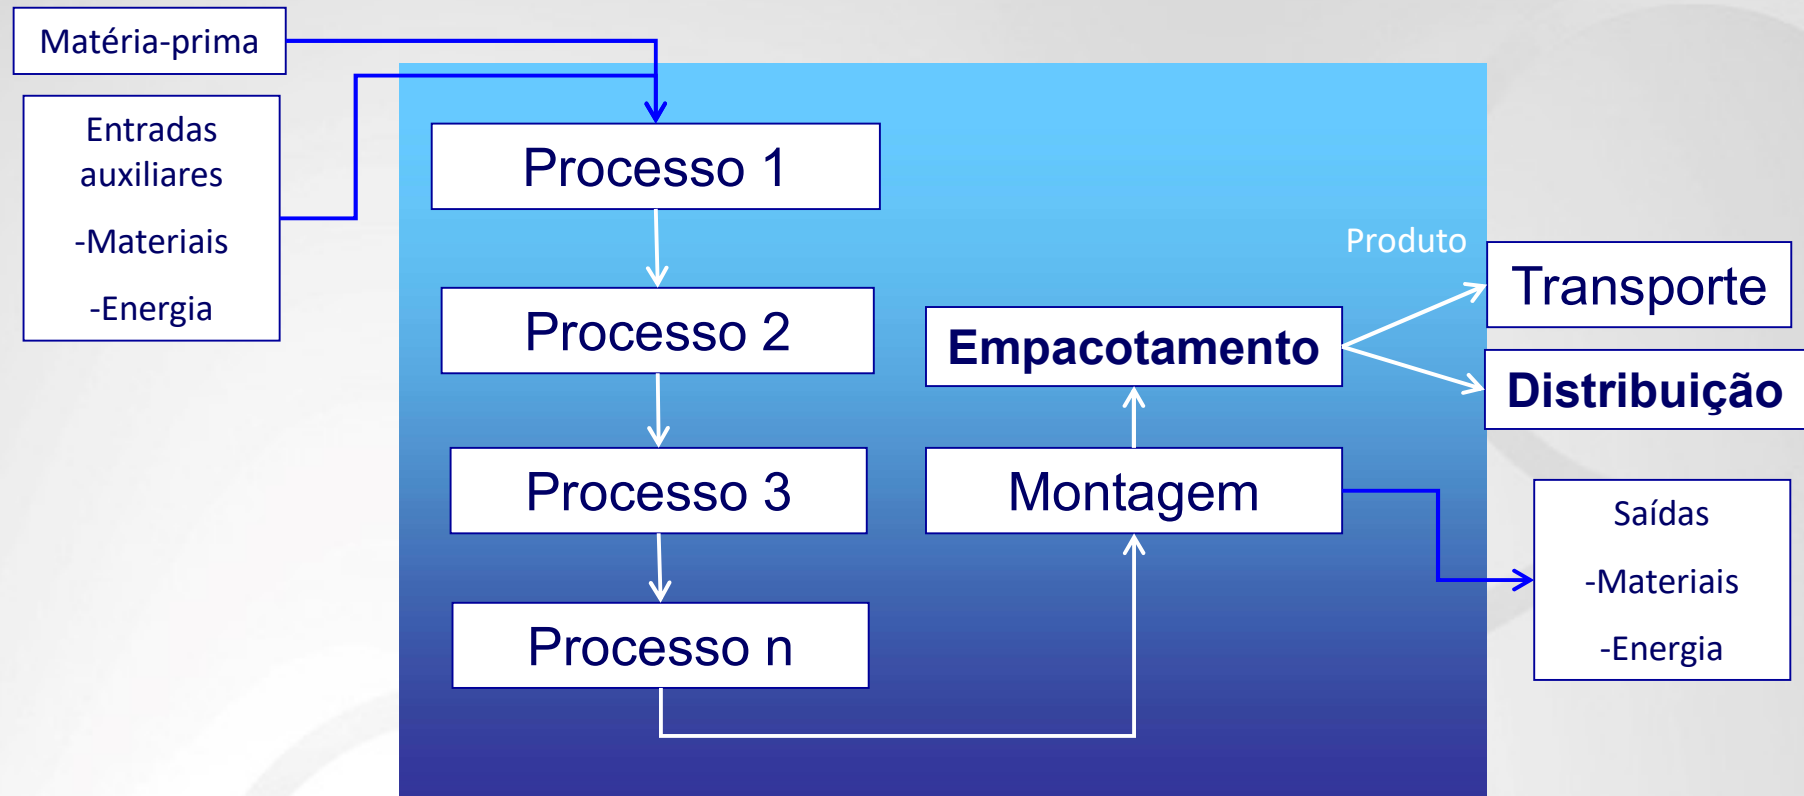 Matéria-prima
Entradas
auxiliares
-Materiais
-Energia
Processo 1
Processo 2
Processo 3
Processo n
Produto
Empacotamento
Montagem
Transporte
Distribuição
Saídas
-Materiais
-Energia